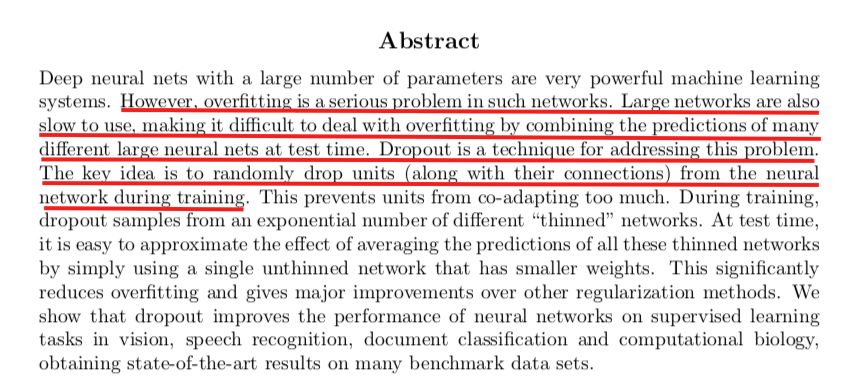 Abstract
Deep neural nets with a large number of parameters are very powerful machine learning
systems. However, overfitting is a serious problem in such networks. Large networks are also
slow to use, making it difficult to deal with overfitting by combining the predictions of many
different large neural nets at test time. Dropout is a technique for addressing this problem.
The key idea is to randomly drop units (along with their connections) from the neural
network during training. This prevents units from co-adapting too much. During training,
dropout samples from an exponential number of different “thinned” networks. At test time,
it is easy to approximate the effect of averaging the predictions of all these thinned networks
by simply using a single unthinned network that has smaller weights. This significantly
reduces overfitting and gives major improvements over other regularization methods. We
show that dropout improves the performance of neural networks on supervised learning
tasks in vision, speech recognition, document classification and computational biology,
obtaining state-of-the-art results on many benchmark data sets.